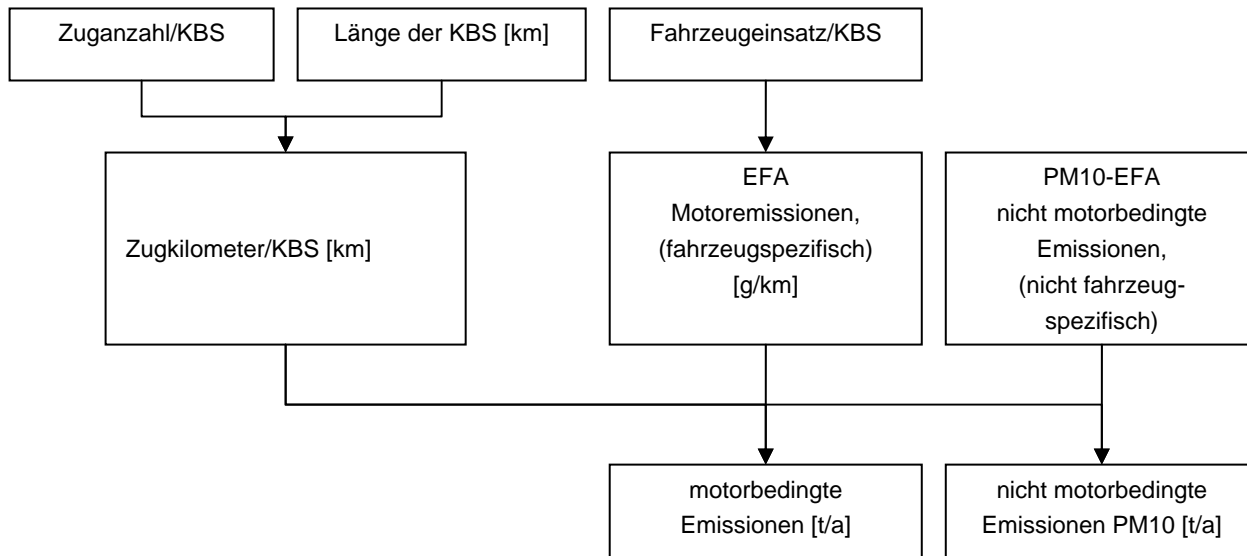 Zuganzahl/KBS
Länge der KBS [km]
Fahrzeugeinsatz/KBS
Zugkilometer/KBS [km]
EFA
Motoremissionen,
(fahrzeugspezifisch)
[g/km]
PM10-EFA
nicht motorbedingte
Emissionen,
(nicht fahrzeug-
spezifisch)
motorbedingte
Emissionen [t/a]
nicht motorbedingte
Emissionen PM10 [t/a]